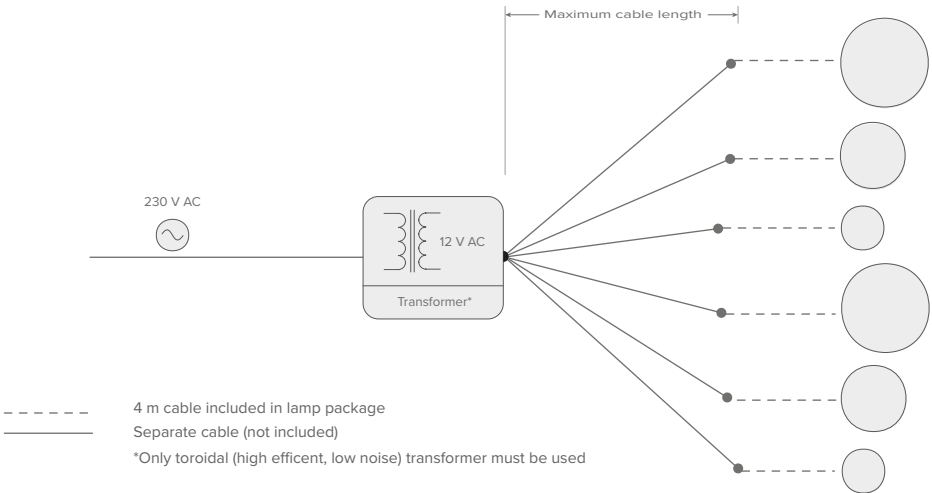 Maximum cable length
230 V AC
12 V AC
Transformer*
4 m cable included in lamp package
Separate cable (not included)
*Only toroidal (high efficent, low noise) transformer must be used